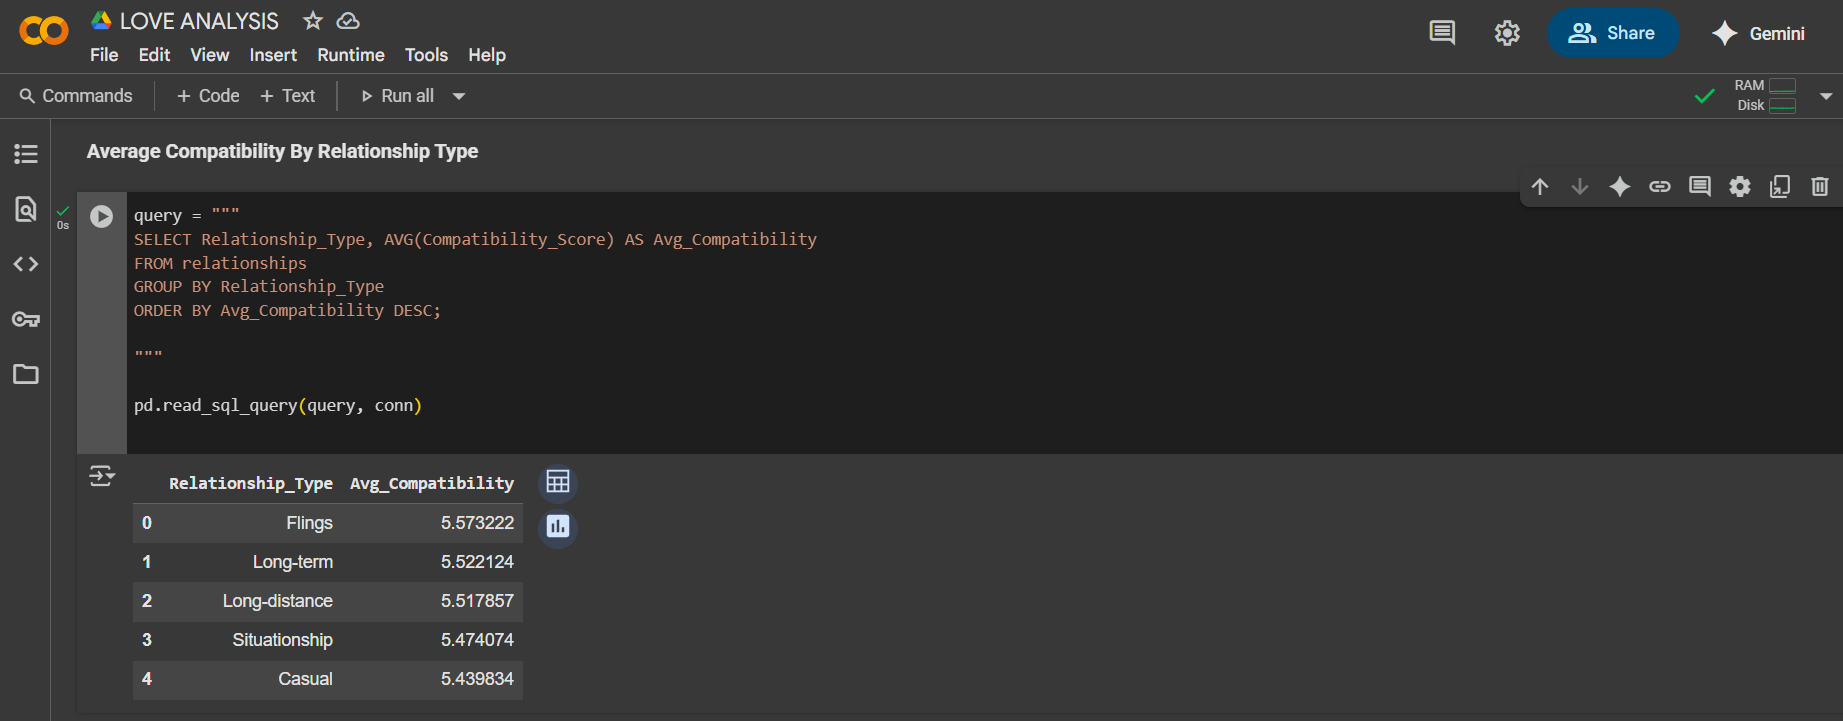 LOVE ANALYSIS
File Edit View Insert Runtime Tools Help
Share
Gemini
Commands + Code + Text Run all
RAM
Disk
Average Compatibility By Relationship Type
0s
query = """
SELECT Relationship_Type, AVG(Compatibility_Score) AS Avg_Compatibility
FROM relationships
GROUP BY Relationship_Type
ORDER BY Avg_Compatibility DESC;
"""
pd.read_sql_query(query, conn)
Relationship_Type Avg_Compatibility
0 Flings 5.573222
1 Long-term 5.522124
2 Long-distance 5.517857
3 Situationship 5.474074
4 Casual 5.439834